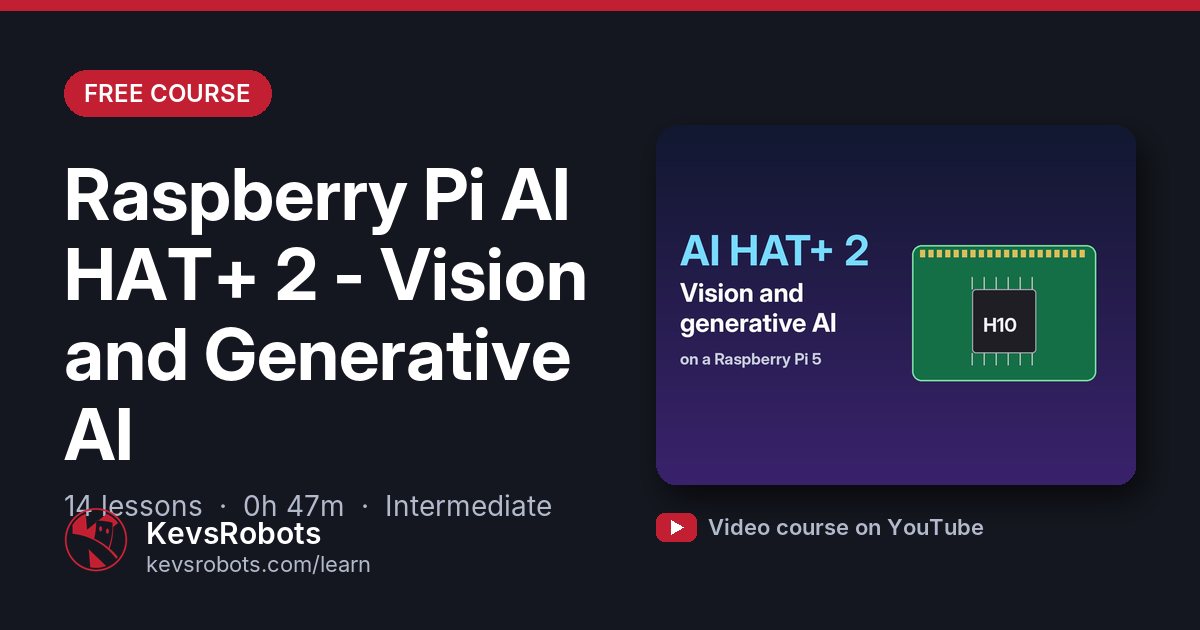 FREE COURSE
Raspberry Pi AI
HAT+ 2 - Vision
and Generative
AI
14 lessons · 0h 47m · Intermediate
KevsRobots
kevsrobots.com/learn
AI HAT+ 2
Vision and
generative AI
on a Raspberry Pi 5
H10
Video course on YouTube